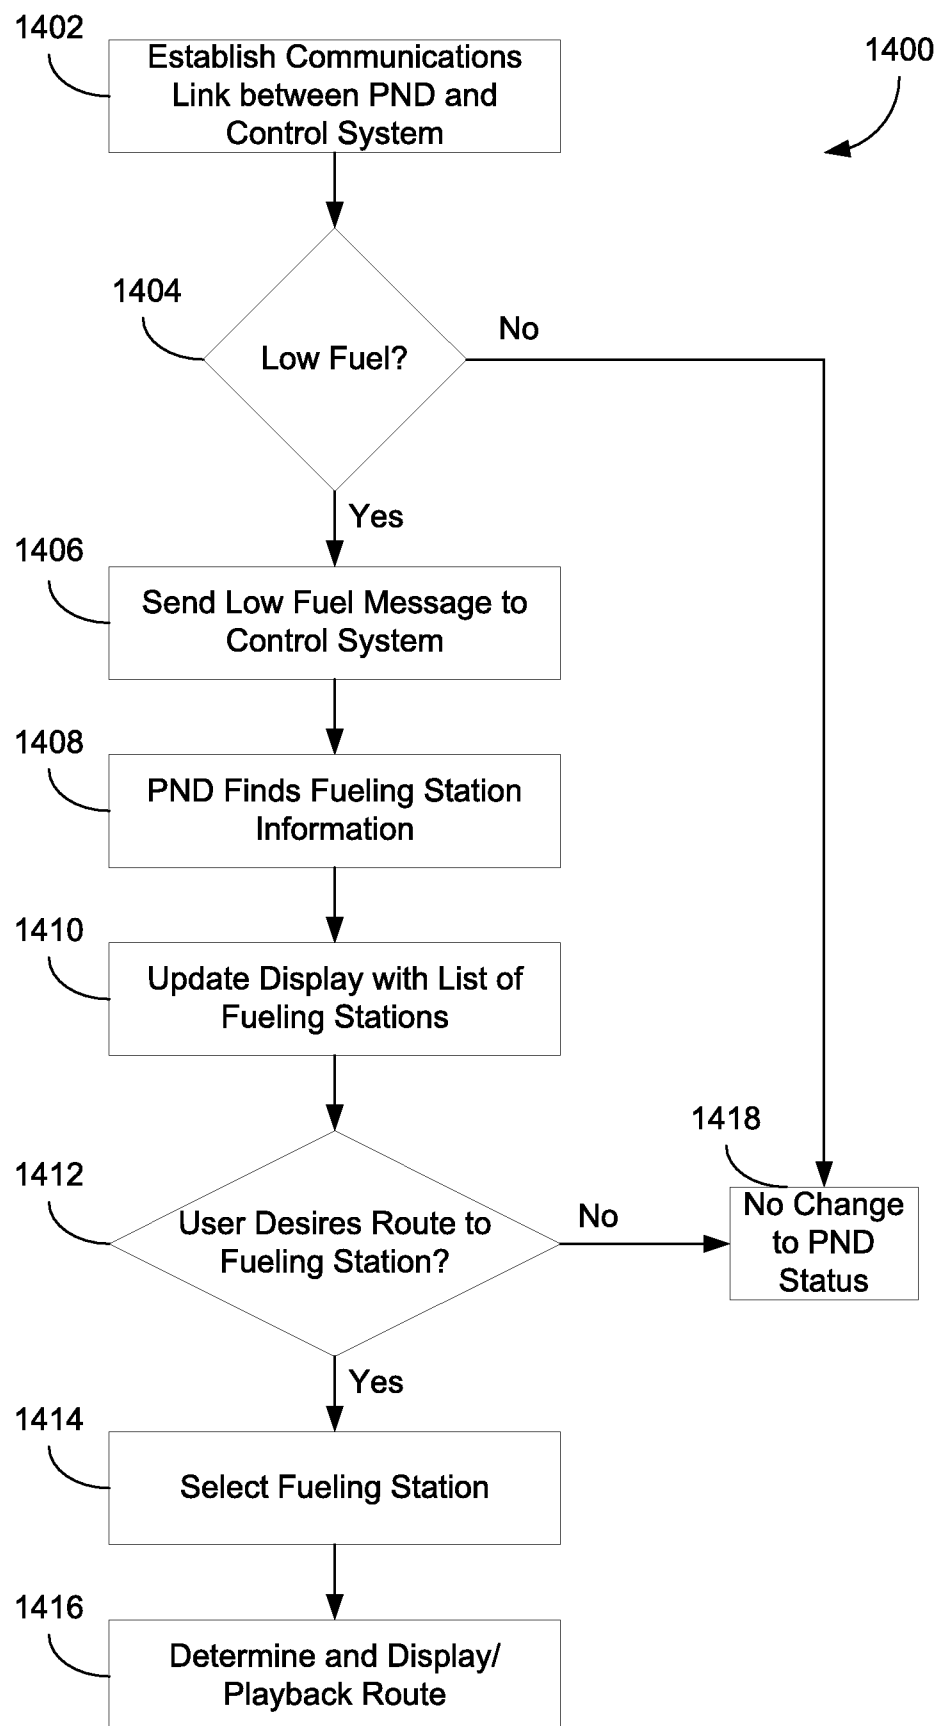 1402
Establish Communications
Link between PND and
Control System
1400
1404
Low Fuel?
No
Yes
1406
Send Low Fuel Message to
Control System
1408
PND Finds Fueling Station
Information
1410
Update Display with List of
Fueling Stations
1412
User Desires Route to
Fueling Station?
No
1418
No Change
to PND
Status
Yes
1414
Select Fueling Station
1416
Determine and Display/
Playback Route